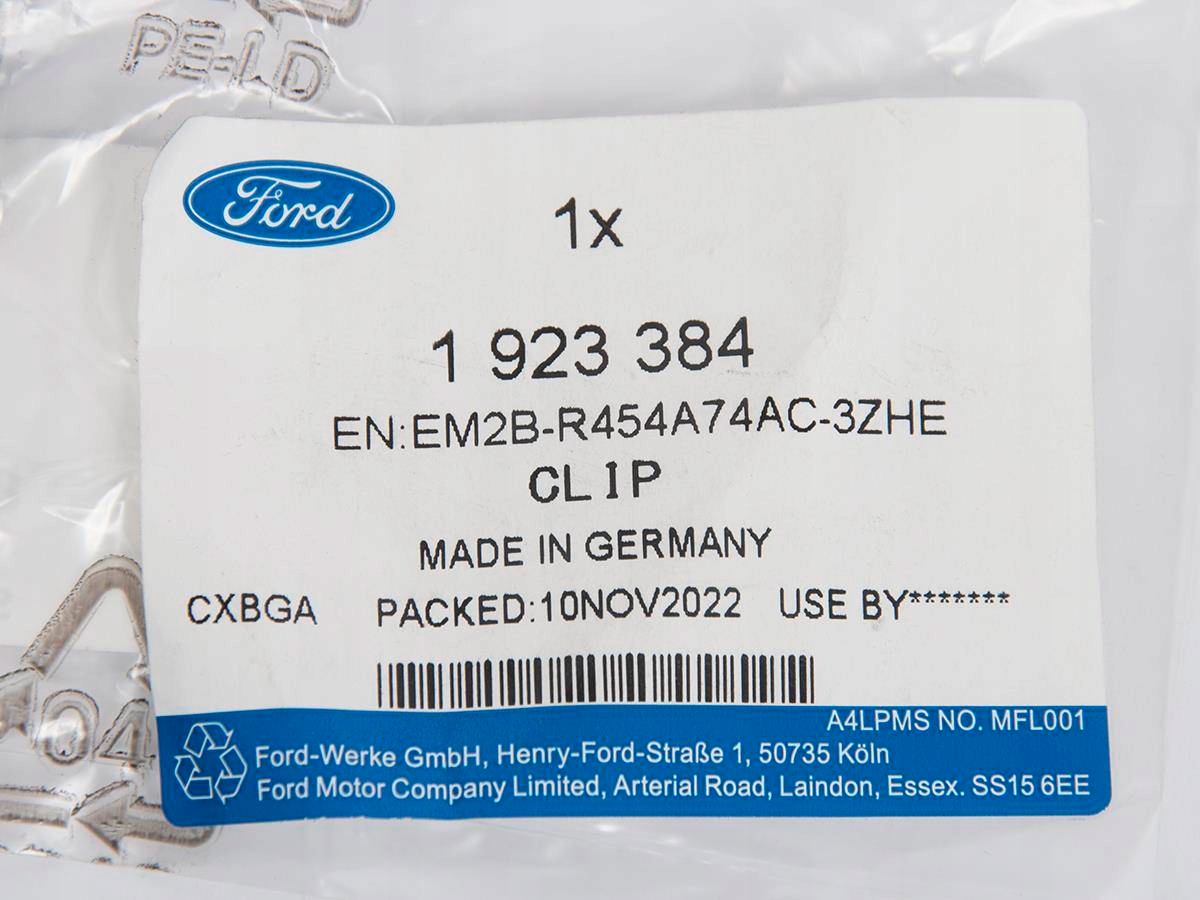 PE-LD
Ford
1x
1 923 384
EN:EM2B-R454A74AC-3ZHE
CLIP
MADE IN GERMANY
CXBGA PACKED:10NOV2022 USE BY*******
04
A4LPMS NO. MFL001
Ford-Werke GmbH, Henry-Ford-Straße 1, 50735 Köln
Ford Motor Company Limited, Arterial Road, Laindon, Essex. SS15 6EE